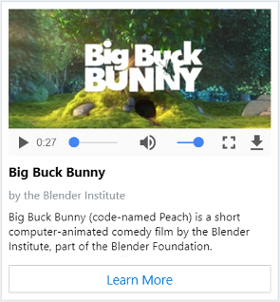 Big Buck
BUNNY
0:27
Big Buck Bunny
by the Blender Institute
Big Buck Bunny (code-named Peach) is a short
computer-animated comedy film by the Blender
Institute, part of the Blender Foundation.
Learn More